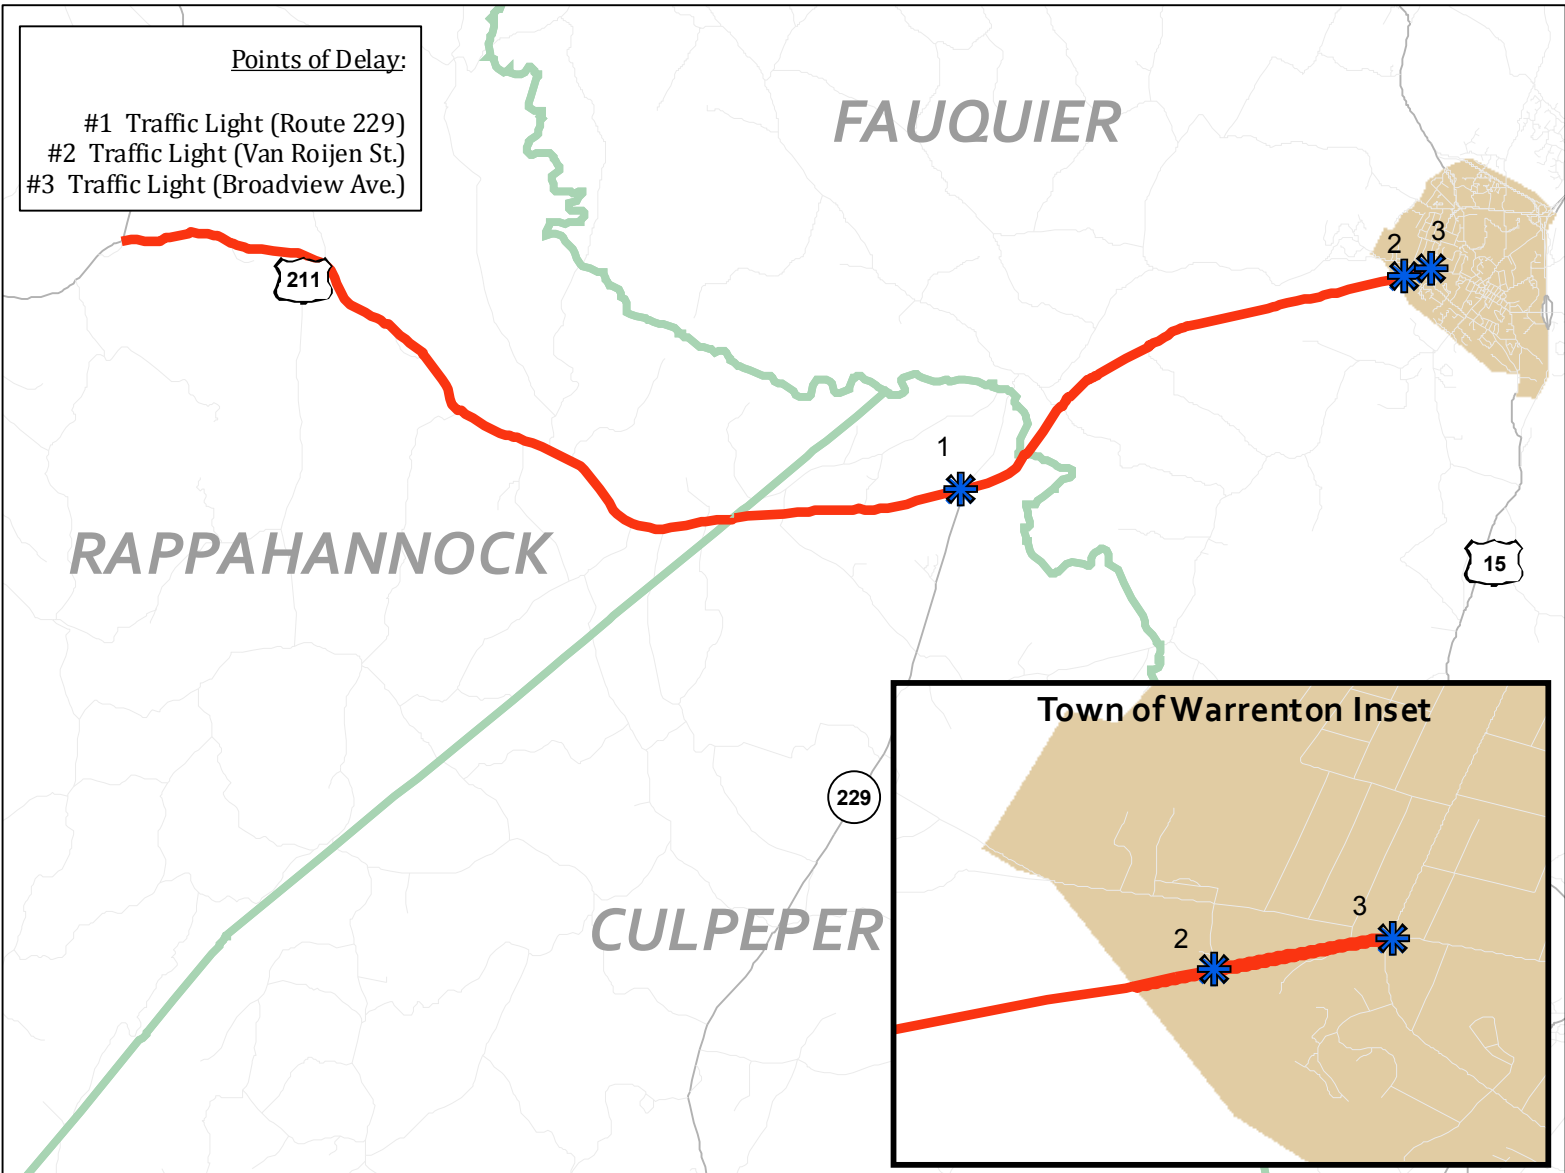 Points of Delay:
#1 Traffic Light (Route 229)
#2 Traffic Light (Van Roijen St.)
#3 Traffic Light (Broadview Ave.)
FAUQUIER
2
3
211
1
RAPPAHANNOCK
15
Town of Warrenton Inset
229
CULPEPER
3
2